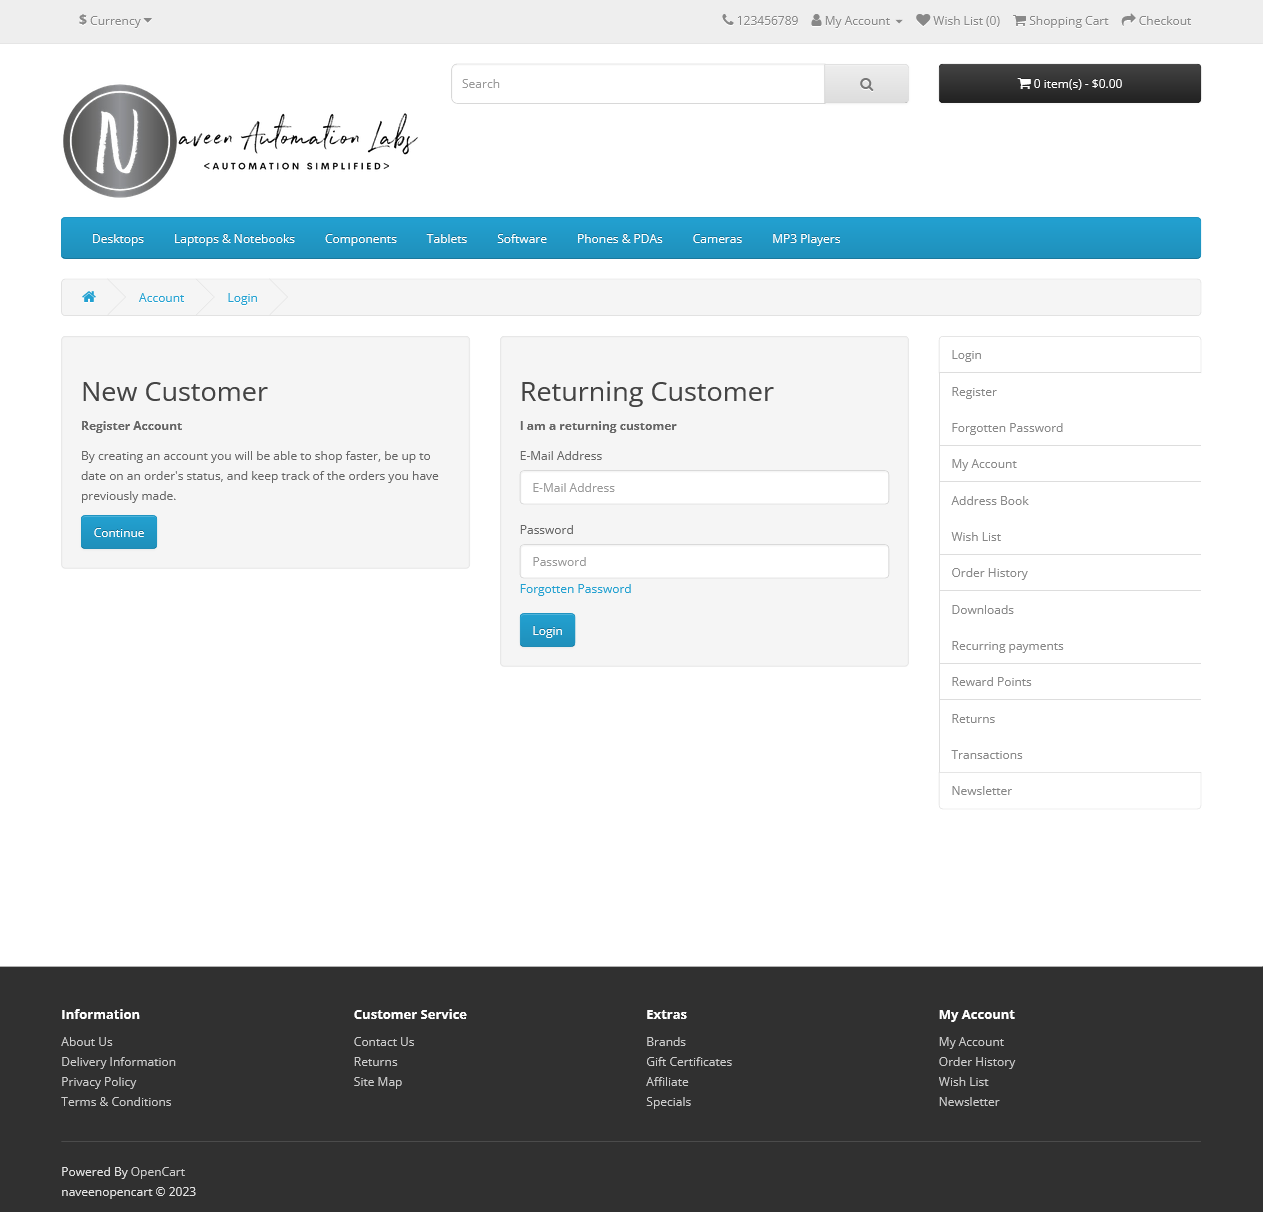 $ Currency
123456789 My Account Wish List (0) Shopping Cart Checkout
Search
0 item(s) - $0.00
N
aveen Automation Labs
<AUTOMATION SIMPLIFIED>
Desktops Laptops & Notebooks Components Tablets Software Phones & PDAs Cameras MP3 Players
Account Login
New Customer
Register Account
By creating an account you will be able to shop faster, be up to
date on an order's status, and keep track of the orders you have
previously made.
Continue
Returning Customer
I am a returning customer
E-Mail Address
E-Mail Address
Password
Password
Forgotten Password
Login
Login
Register
Forgotten Password
My Account
Address Book
Wish List
Order History
Downloads
Recurring payments
Reward Points
Returns
Transactions
Newsletter
Information
About Us
Delivery Information
Privacy Policy
Terms & Conditions
Customer Service
Contact Us
Returns
Site Map
Extras
Brands
Gift Certificates
Affiliate
Specials
My Account
My Account
Order History
Wish List
Newsletter
Powered By OpenCart
naveenopencart © 2023